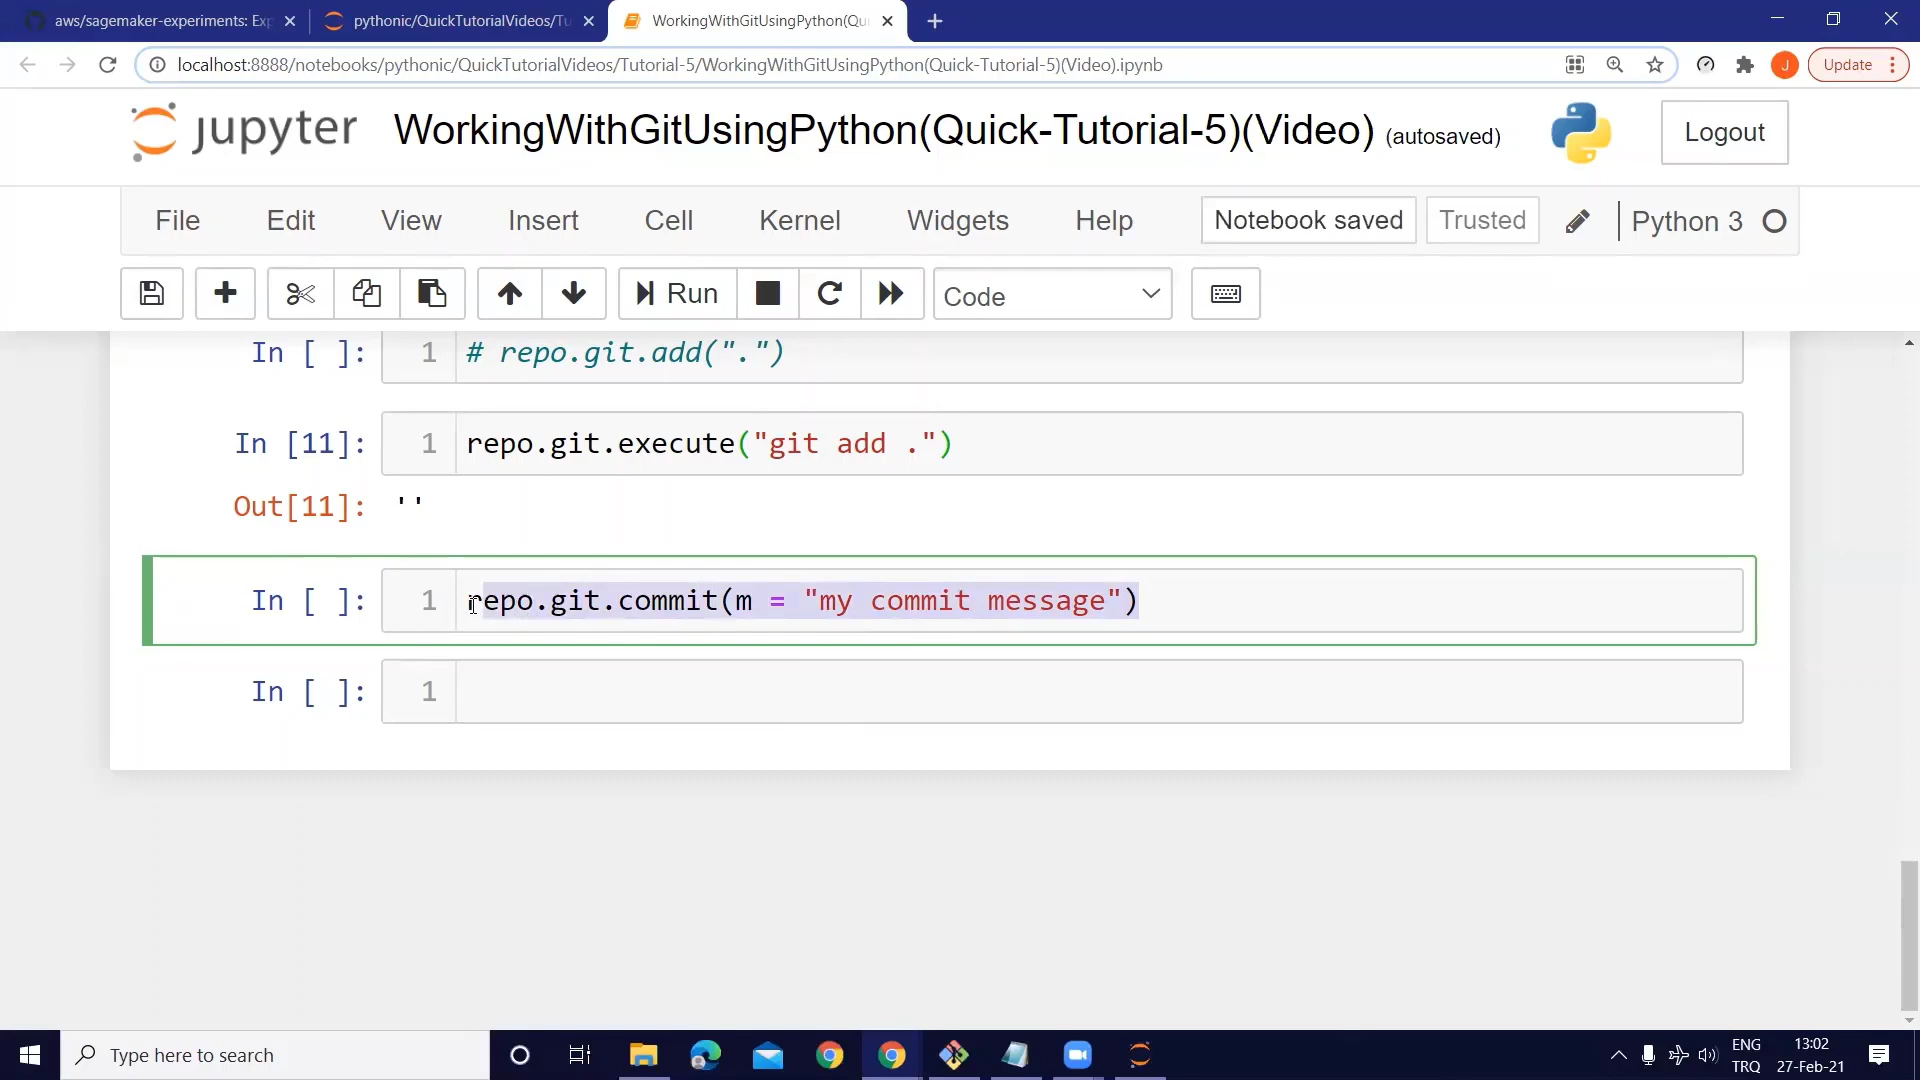 aws/sagemaker-experiments: Exp
pythonic/QuickTutorialVideos/Tu
WorkingWithGitUsingPython(Qui
localhost:8888/notebooks/pythonic/QuickTutorialVideos/Tutorial-5/WorkingWithGitUsingPython(Quick-Tutorial-5)(Video).ipynb
J
Update
jupyter WorkingWithGitUsingPython(Quick-Tutorial-5)(Video) (autosaved)
Logout
File Edit View Insert Cell Kernel Widgets Help
Notebook saved Trusted Python 3
Run Code
In [ ]: 1 # repo.git.add(".")
In [11]: 1 repo.git.execute("git add .")
Out[11]: ''
In [ ]: 1 repo.git.commit(m = "my commit message")
In [ ]: 1
Type here to search
ENG
TRQ
13:02
27-Feb-21